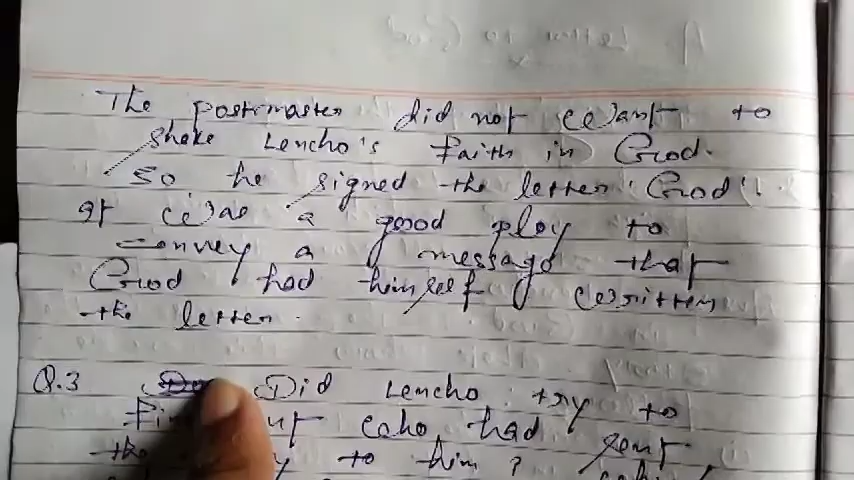 The postmaster did not want to
shake Lencho's faith in God.
so he signed the letter 'God'.
It was a good ploy to
convey a message that
God had himself written
the letter.
Q.3 Did Lencho try to
out who had sent
to him?